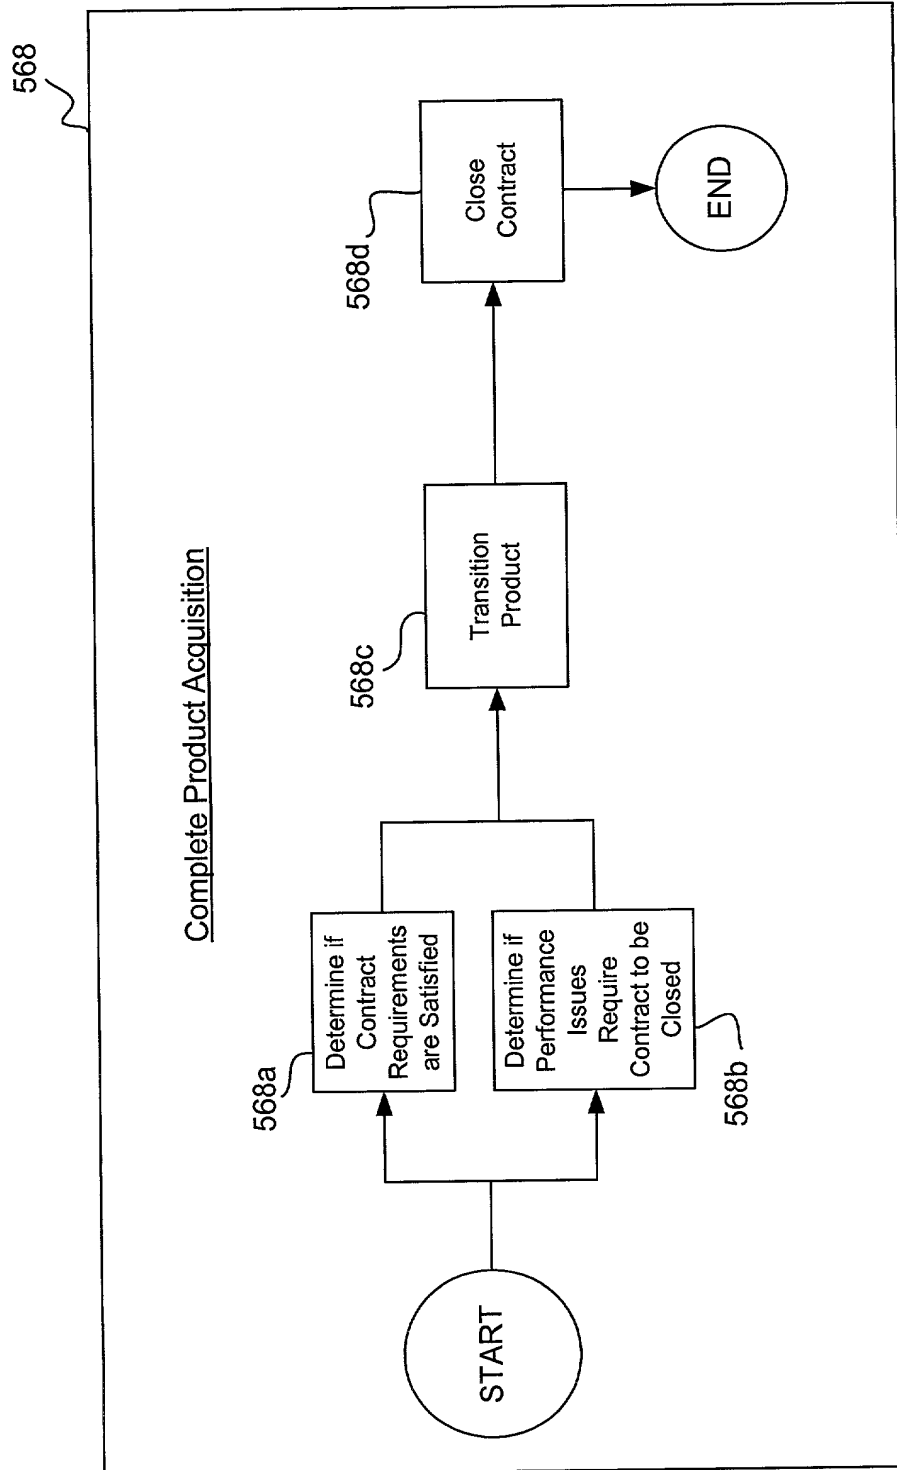 568
Complete Product Acquisition
START
568a
Determine if
Contract
Requirements
are Satisfied
568b
Determine if
Performance
Issues
Require
Contract to be
Closed
568c
Transition
Product
568d
Close
Contract
END